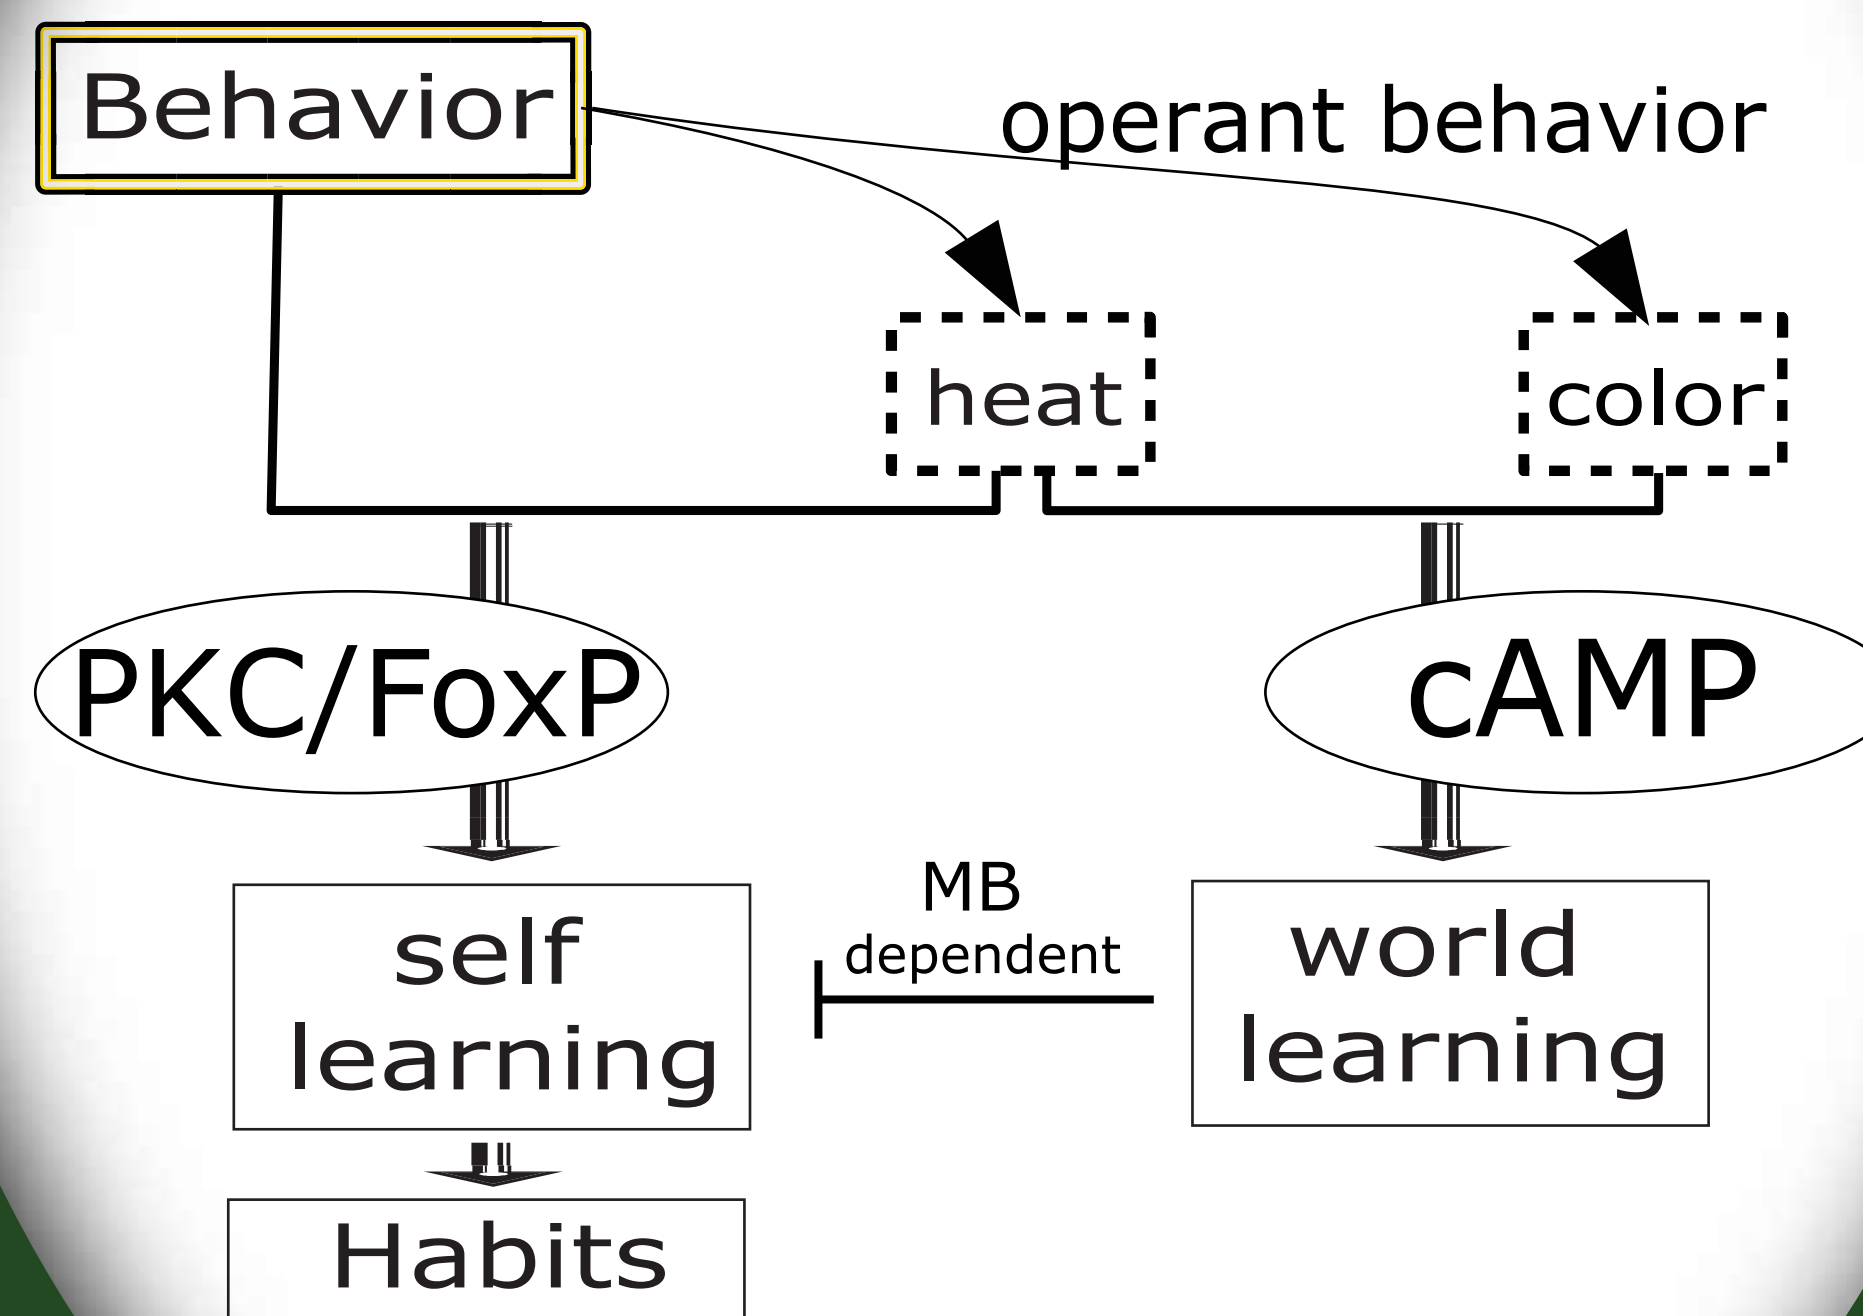 Behavior
operant behavior
heat
color
PKC/FoxP
cAMP
MB
dependent
self
learning
world
learning
Habits